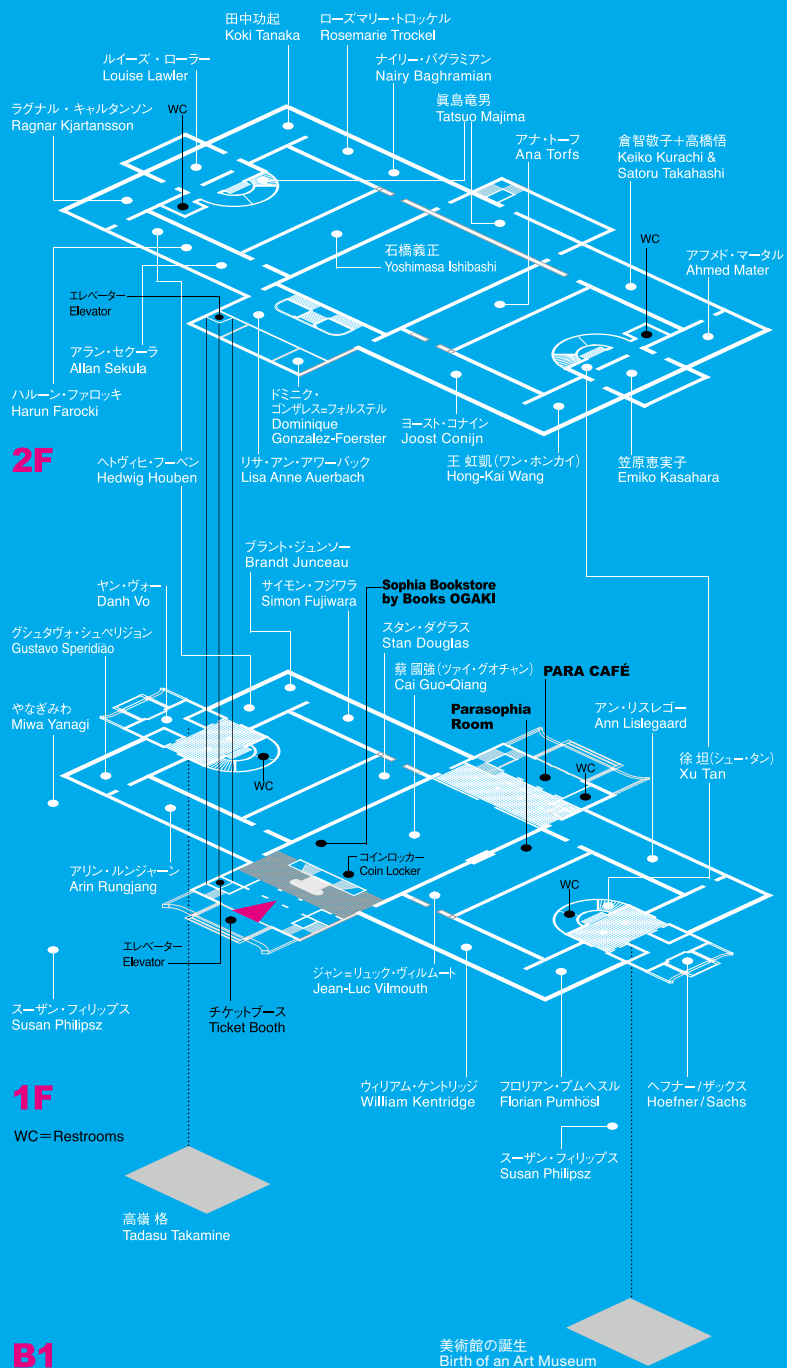 田中功起
Koki Tanaka
ローズマリー・トロッケル
Rosemarie Trockel
ルイーズ・ローラー
Louise Lawler
ナイリー・バグラミアン
Nairy Baghramian
ラグナル・キャルタンソン
Ragnar Kjartansson
WC
眞島竜男
Tatsuo Majima
アナ・トーフ
Ana Torfs
倉智敬子＋高橋悟
Keiko Kurachi &
Satoru Takahashi
WC
アフメド・マータル
Ahmed Mater
石橋義正
Yoshimasa Ishibashi
エレベーター
Elevator
アラン・セクーラ
Allan Sekula
ハルーン・ファロッキ
Harun Farocki
ドミニク・
ゴンザレス=フォルステル
Dominique
Gonzalez-Foerster
ヨースト・コナイン
Joost Conijn
2F
ヘトヴィヒ・フーベン
Hedwig Houben
リサ・アン・アワーバック
Lisa Anne Auerbach
王 虹凱（ワン・ホンカイ）
Hong-Kai Wang
笠原恵実子
Emiko Kasahara
ブラント・ジュンソー
Brandt Junceau
ヤン・ヴォー
Danh Vo
サイモン・フジワラ
Simon Fujiwara
Sophia Bookstore
by Books OGAKI
グシュタヴォ・シュペリジョン
Gustavo Speridião
スタン・ダグラス
Stan Douglas
蔡 國強（ツァイ・グオチャン）
Cai Guo-Qiang
PARA CAFÉ
やなぎみわ
Miwa Yanagi
Parasophia
Room
アン・リスレゴー
Ann Lislegaard
徐 坦（シュー・タン）
Xu Tan
WC
WC
アリン・ルンジャーン
Arin Rungjang
コインロッカー
Coin Locker
WC
エレベーター
Elevator
ジャン=リュック・ヴィルムート
Jean-Luc Vilmouth
スーザン・フィリップス
Susan Philipsz
チケットブース
Ticket Booth
1F
ウィリアム・ケントリッジ
William Kentridge
フロリアン・プムヘスル
Florian Pumhösl
ヘフナー/ザックス
Hoefner/Sachs
WC＝Restrooms
スーザン・フィリップス
Susan Philipsz
高嶺 格
Tadasu Takamine
美術館の誕生
Birth of an Art Museum
B1